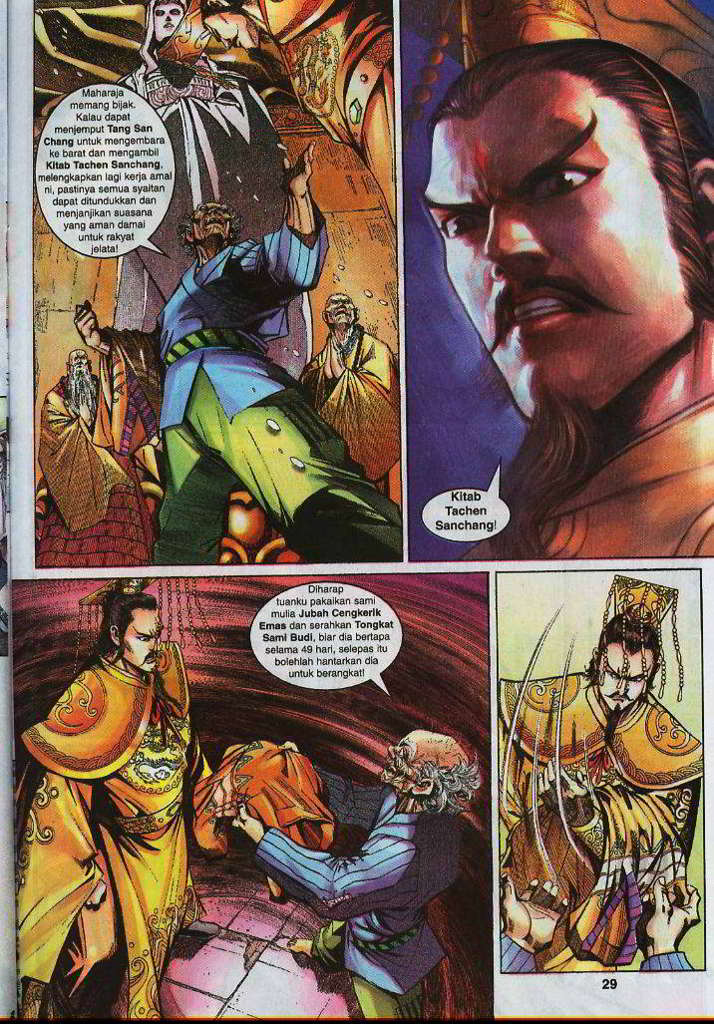 Maharaja
memang bijak.
Kalau dapat
menjemput Tang San
Chang untuk mengembara
ke barat dan mengambil
Kitab Tachen Sanchang,
melengkapkan lagi kerja amal
ni, pastinya semua syaitan
dapat ditundukkan dan
menjanjikan suasana
yang aman damai
untuk rakyat
jelata!
Kitab
Tachen
Sanchang!
Diharap
tuanku pakaikan sami
mulia Jubah Cengkerik
Emas dan serahkan Tongkat
Sami Budi, biar dia bertapa
selama 49 hari, selepas itu
bolehlah hantarkan dia
untuk berangkat!
29